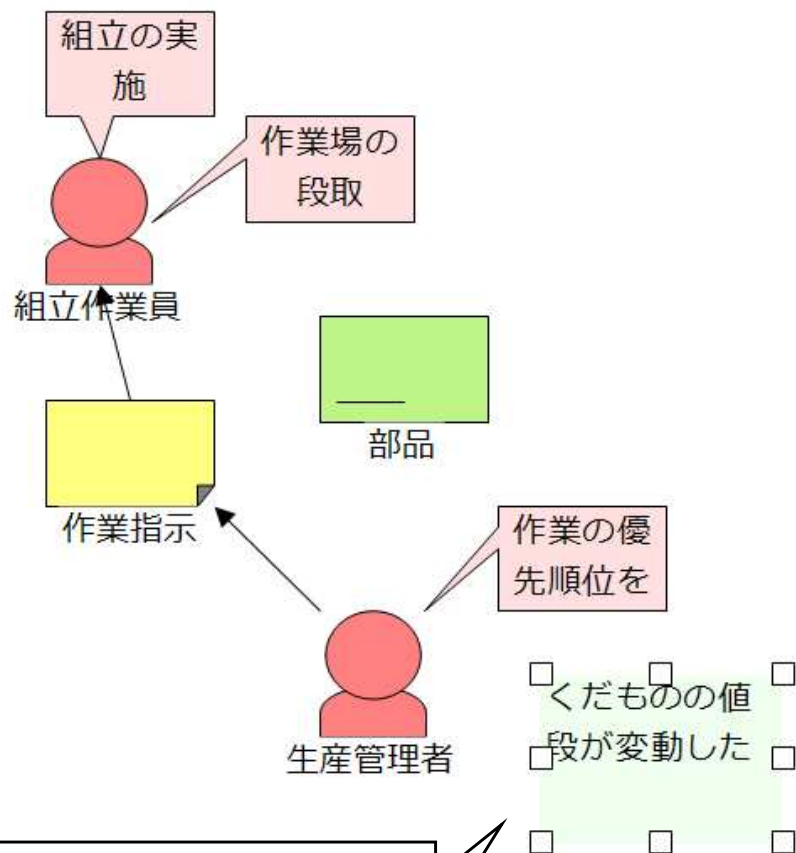 組立の実
施
作業場の
段取
組立作業員
部品
作業指示
作業の優
先順位を
生産管理者
くだものの値
段が変動した